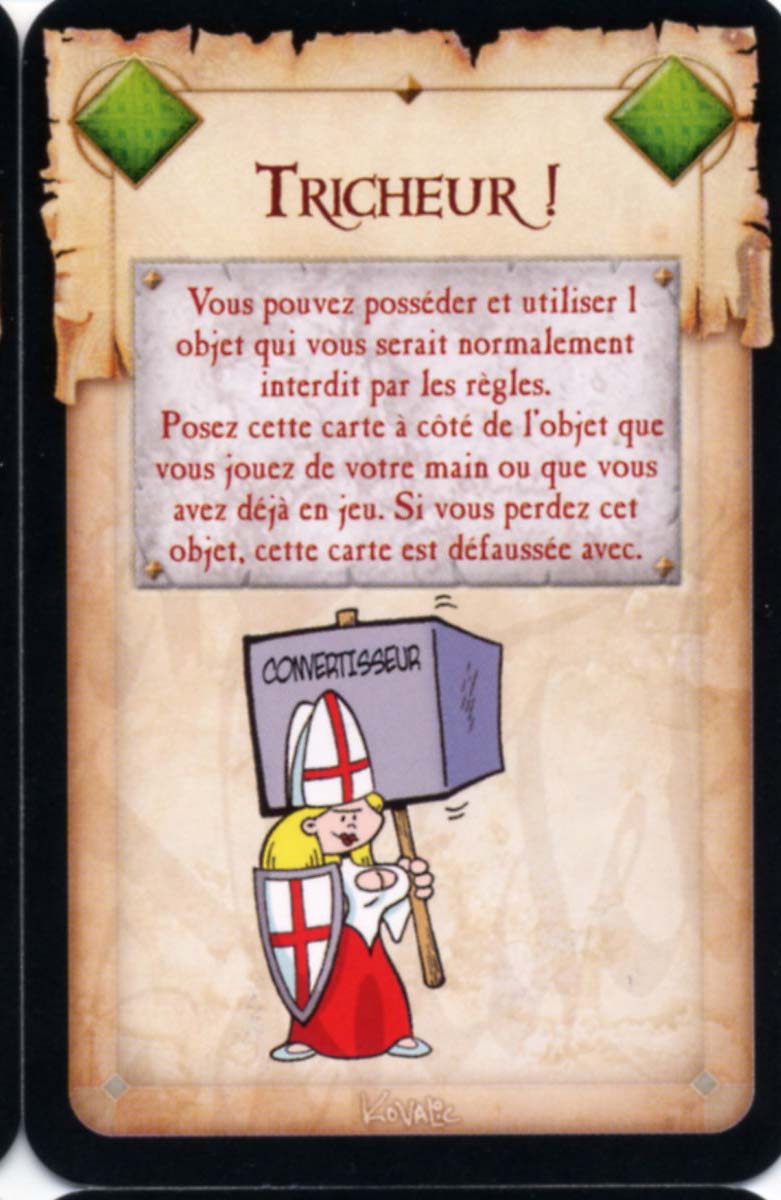 TRICHEUR !
Vous pouvez posséder et utiliser 1
objet qui vous serait normalement
interdit par les règles.
Posez cette carte à côté de l'objet que
vous jouez de votre main ou que vous
avez déjà en jeu. Si vous perdez cet
objet, cette carte est défaussée avec.
CONVERTISSEUR
KOVALIC